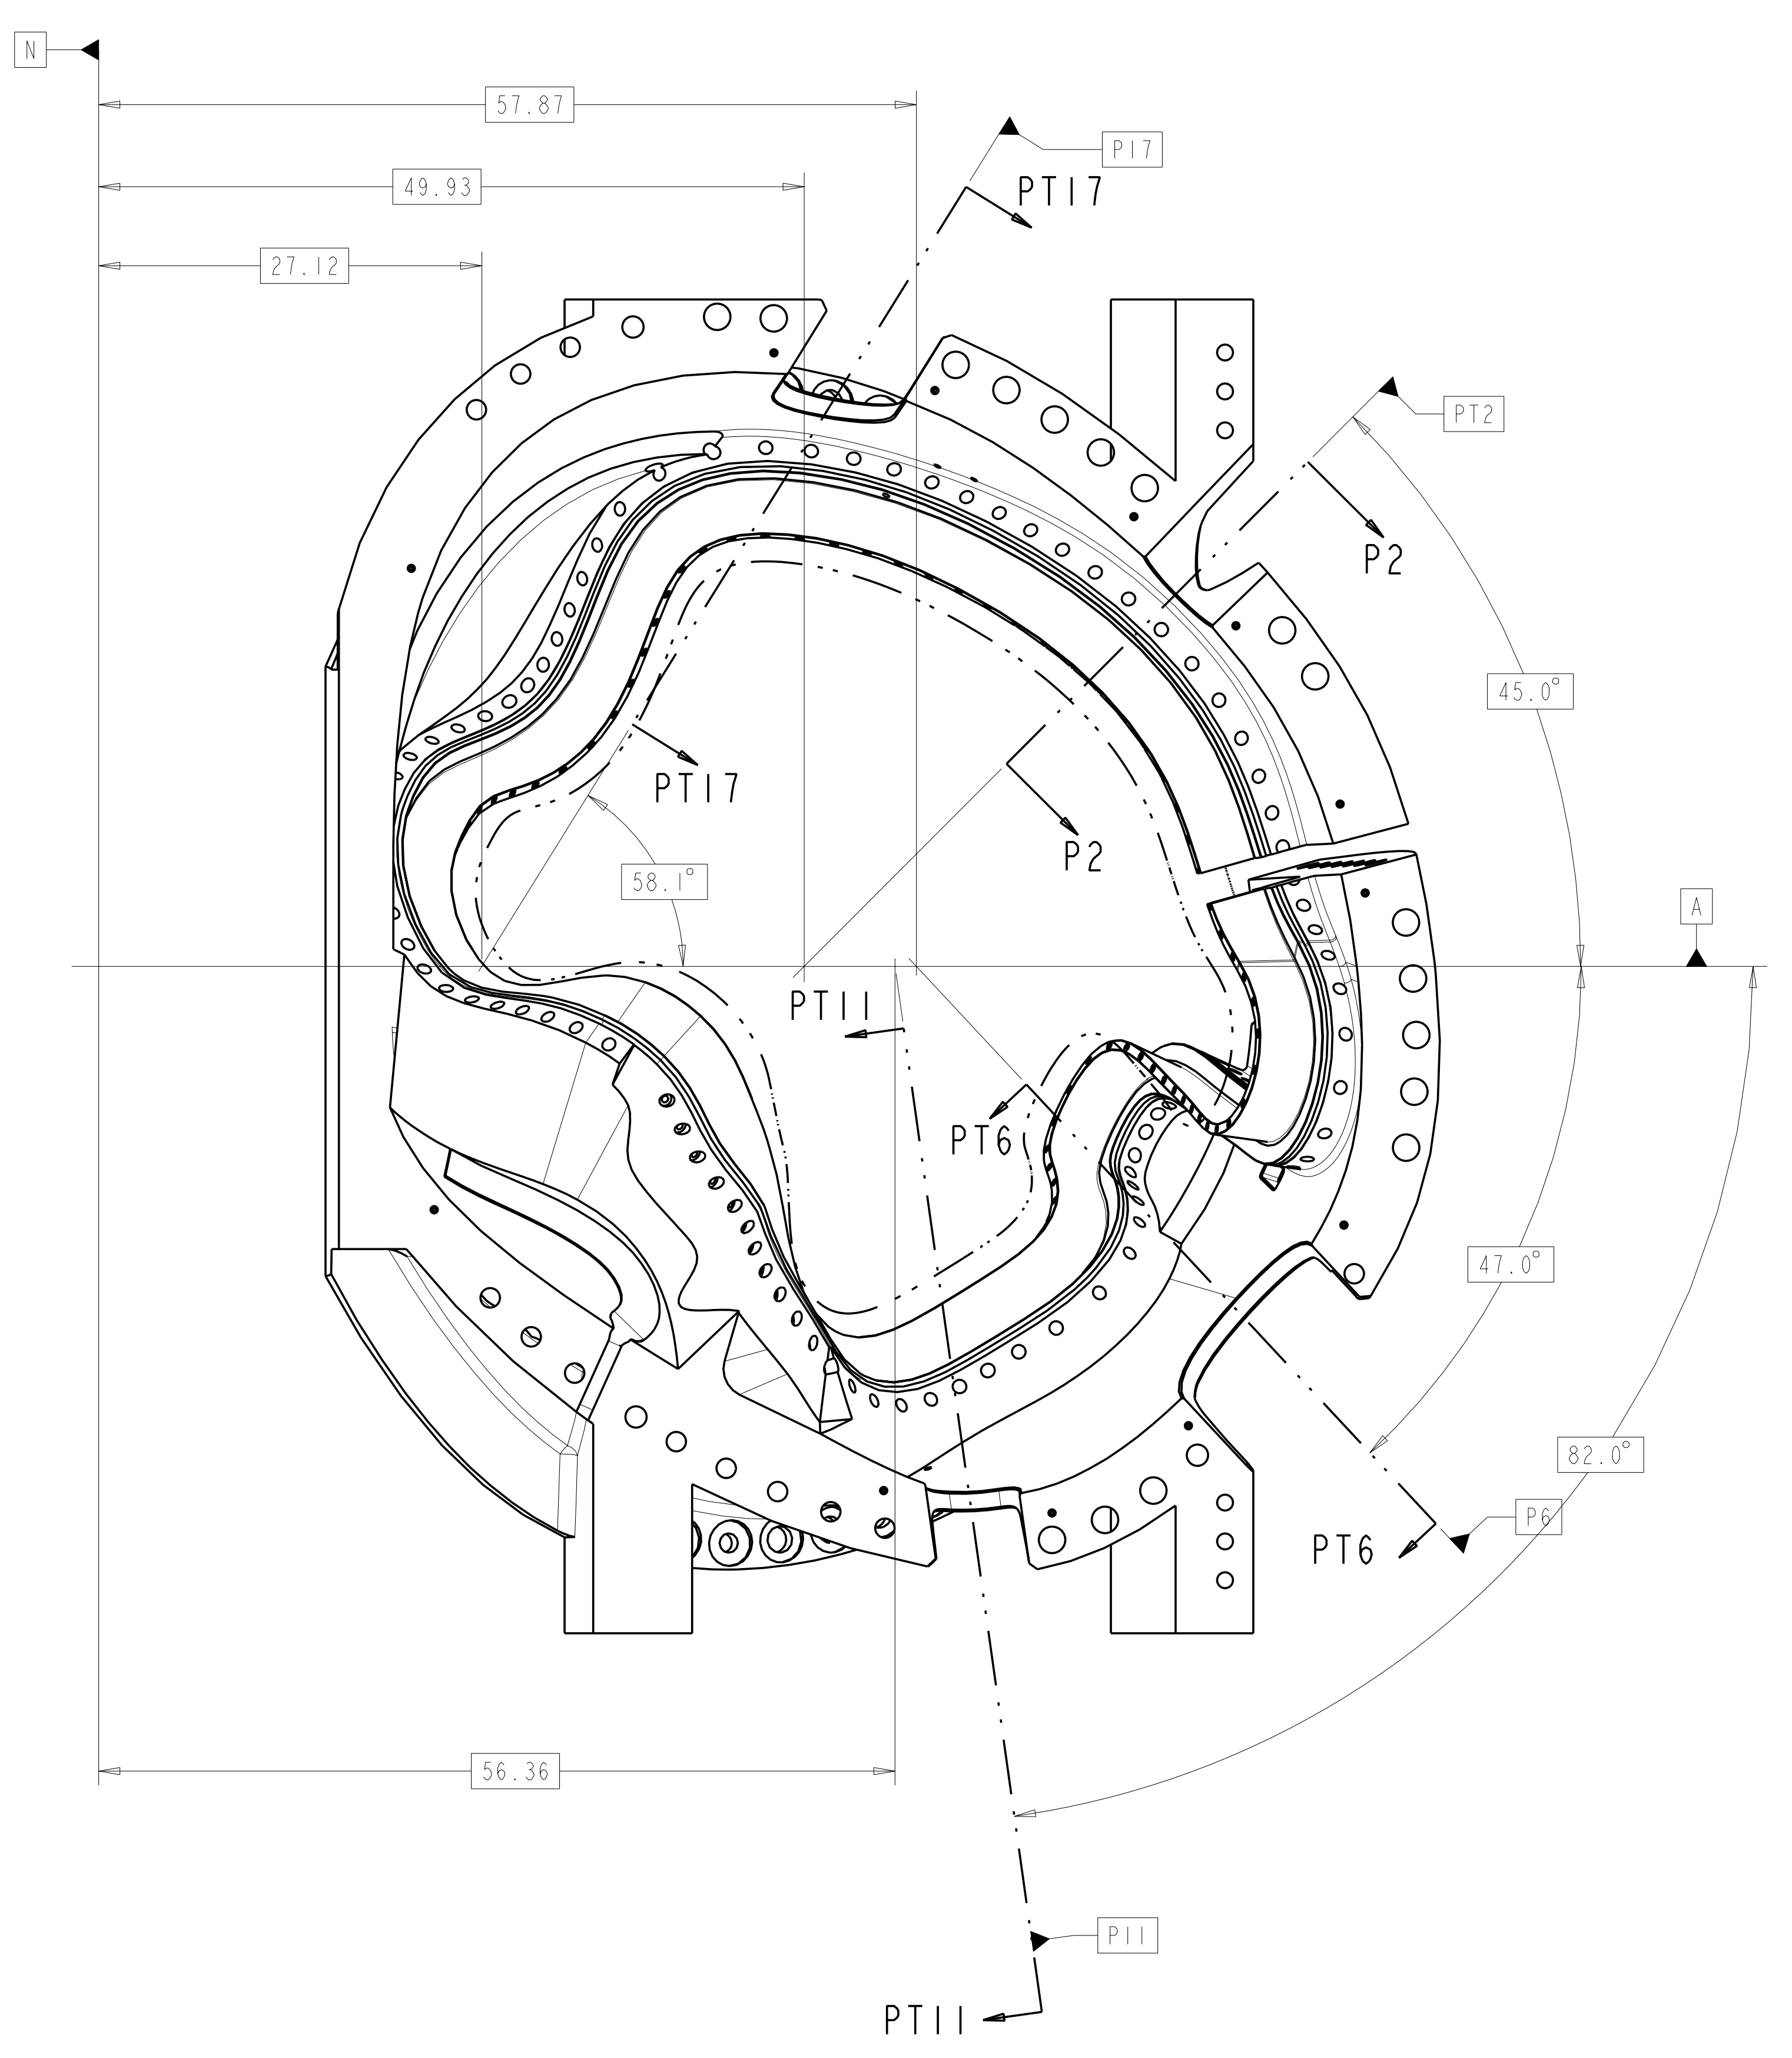 N
57.87
P17
PT17
49.93
27.12
PT2
P2
45.0°
PT17
P2
58.1°
A
PT11
PT6
47.0°
82.0°
P6
PT6
56.36
P11
PT11